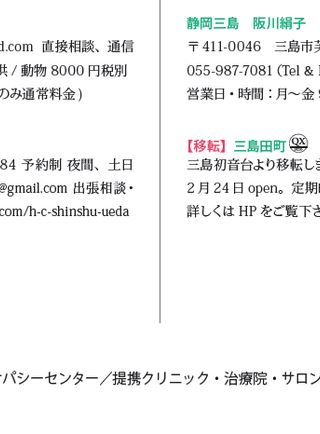 d.com 直接相談、通信
供 / 動物 8000 円税別
のみ通常料金 )
84 予約制 夜間、土日
@gmail.com 出張相談・
com/h-c-shinshu-ueda
静岡三島 阪川絹子
〒411-0046 三島市芙
055-987-7081 (Tel &
営業日・時間：月～金 9
【移転】 三島田町 QX
三島初音台より移転しま
2 月 24 日 open。定期
詳しくは HP をご覧下さ
パシーセンター／提携クリニック・治療院・サロン